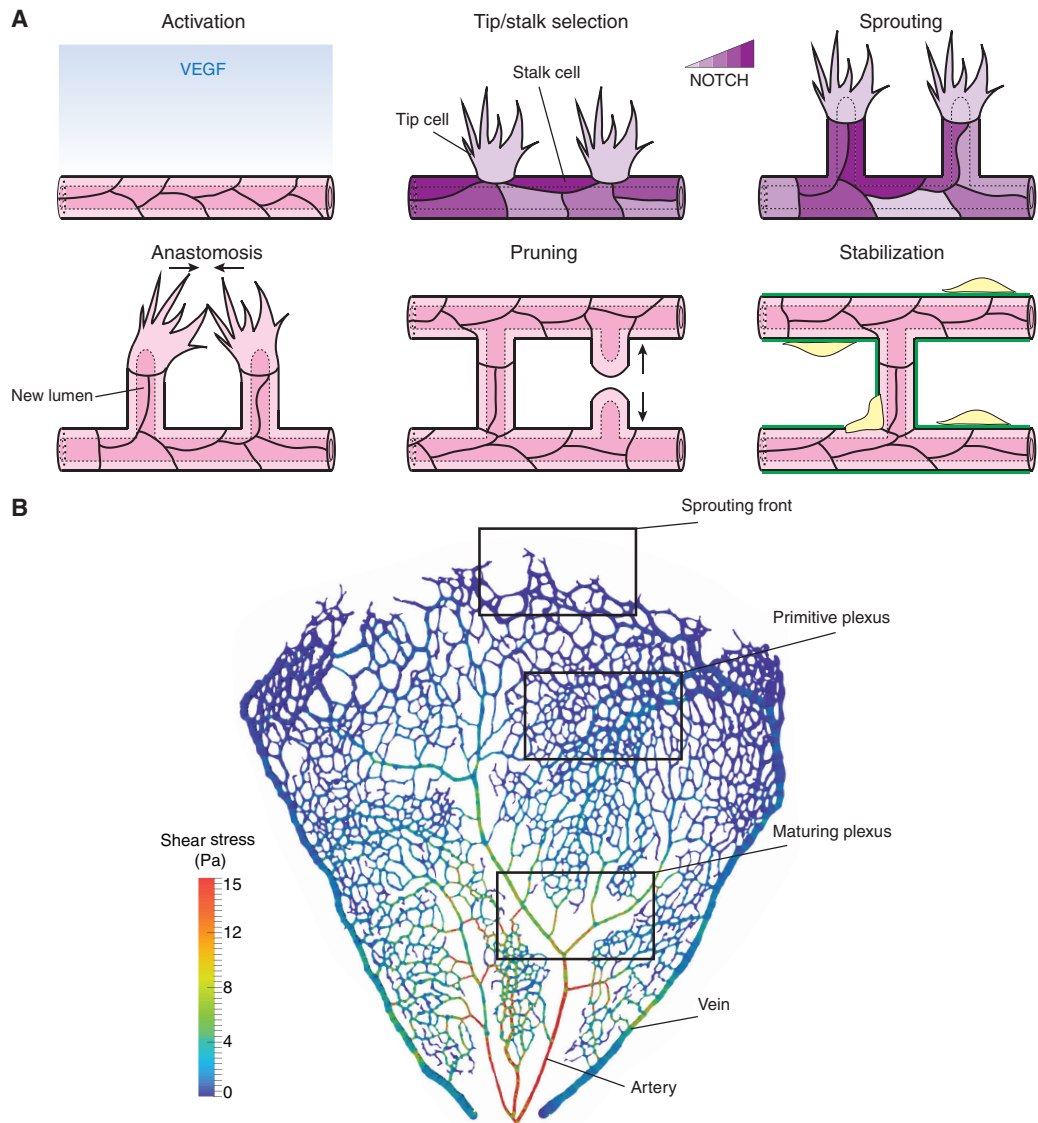 A
Activation
VEGF
Tip/stalk selection
Tip cell
Stalk cell
NOTCH
Sprouting
Anastomosis
New lumen
Pruning
Stabilization
B
Sprouting front
Primitive plexus
Maturing plexus
Vein
Artery
Shear stress
(Pa)
15
12
8
4
0